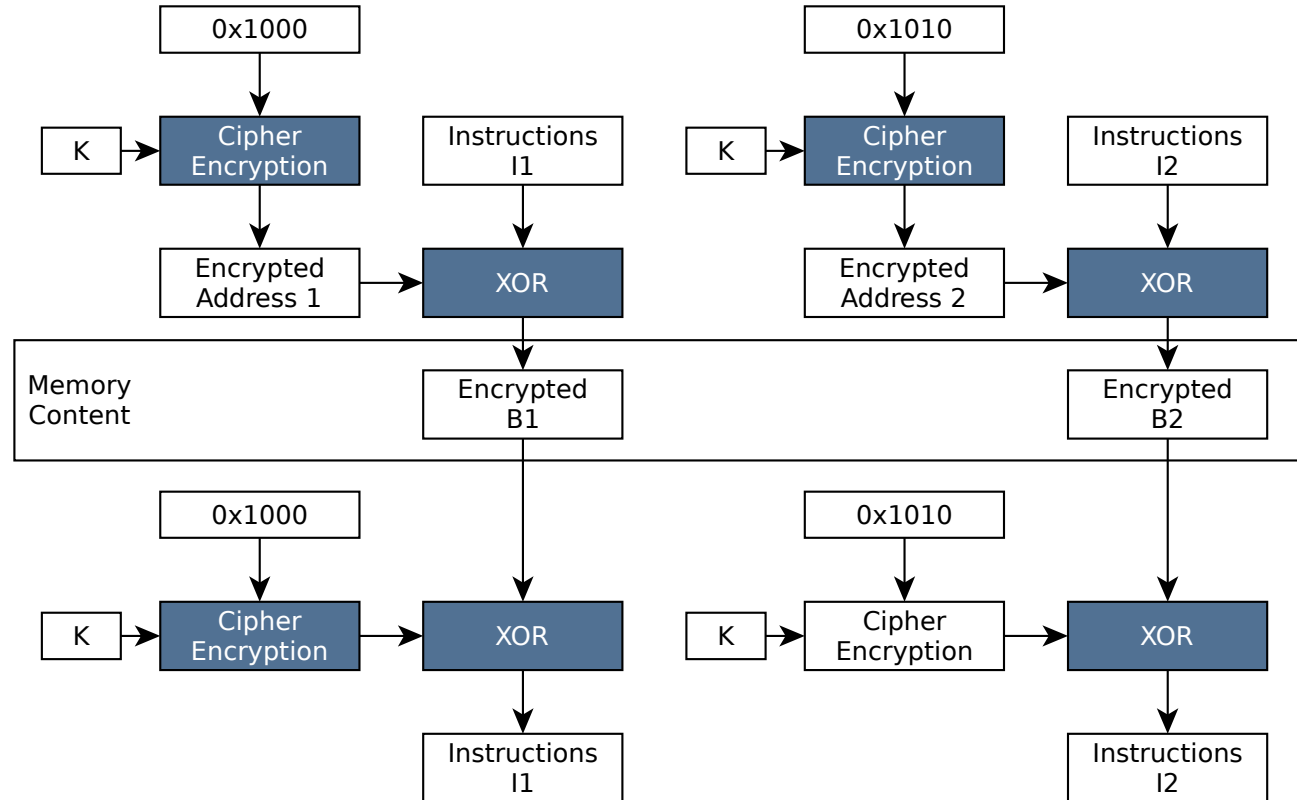 0x1000
0x1010
K
Cipher
Encryption
Instructions
I1
K
Cipher
Encryption
Instructions
I2
Encrypted
Address 1
XOR
Encrypted
Address 2
XOR
Memory
Content
Encrypted
B1
Encrypted
B2
0x1000
0x1010
K
Cipher
Encryption
XOR
K
Cipher
Encryption
XOR
Instructions
I1
Instructions
I2